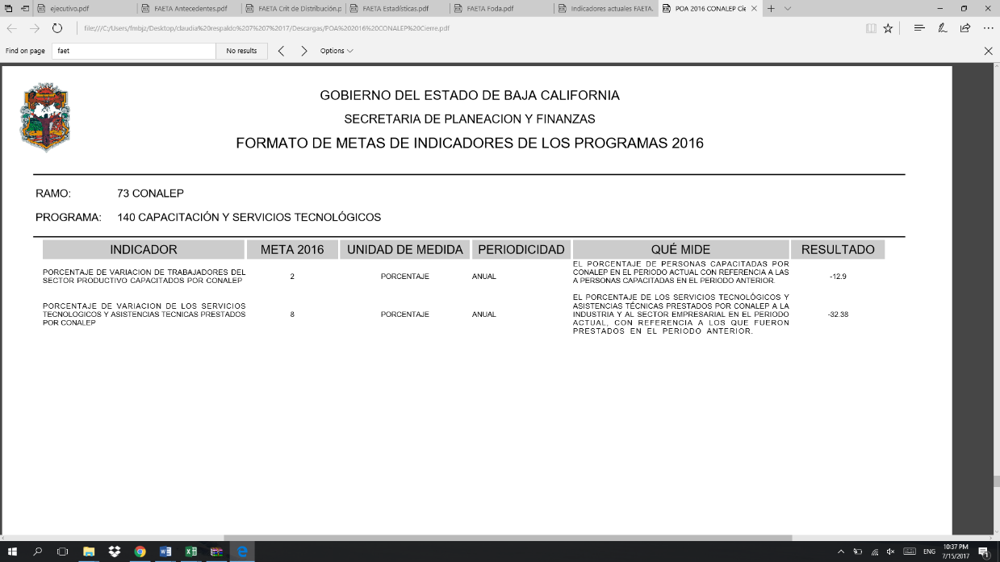 ejecutivo.pdf
FAETA Antecedentes.pdf
FAETA Crit de Distribución.p
FAETA Estadísticas.pdf
FAETA Foda.pdf
Indicadores actuales FAETA.
POA 2016 CONALEP Cie
file:///C:/Users/fmbjz/Desktop/claudia%20respaldo%207%207%2017/Descargas/POA%202016%20CONALEP%20Cierre.pdf
Find on page
faet
No results
Options
GOBIERNO DEL ESTADO DE BAJA CALIFORNIA
SECRETARIA DE PLANEACION Y FINANZAS
FORMATO DE METAS DE INDICADORES DE LOS PROGRAMAS 2016
RAMO: 73 CONALEP
PROGRAMA: 140 CAPACITACIÓN Y SERVICIOS TECNOLÓGICOS
INDICADOR META 2016 UNIDAD DE MEDIDA PERIODICIDAD QUÉ MIDE RESULTADO
PORCENTAJE DE VARIACION DE TRABAJADORES DEL
SECTOR PRODUCTIVO CAPACITADOS POR CONALEP
2
PORCENTAJE
ANUAL
EL PORCENTAJE DE PERSONAS CAPACITADAS POR
CONALEP EN EL PERIODO ACTUAL CON REFERENCIA A LAS
A PERSONAS CAPACITADAS EN EL PERIODO ANTERIOR.
-12.9
PORCENTAJE DE VARIACION DE LOS SERVICIOS
TECNOLOGICOS Y ASISTENCIAS TECNICAS PRESTADOS
POR CONALEP
8
PORCENTAJE
ANUAL
EL PORCENTAJE DE LOS SERVICIOS TECNOLÓGICOS Y
ASISTENCIAS TÉCNICAS PRESTADOS POR CONALEP A LA
INDUSTRIA Y AL SECTOR EMPRESARIAL EN EL PERIODO
ACTUAL, CON REFERENCIA A LOS QUE FUERON
PRESTADOS EN EL PERIODO ANTERIOR.
-32.38
ENG
10:37 PM
7/15/2017